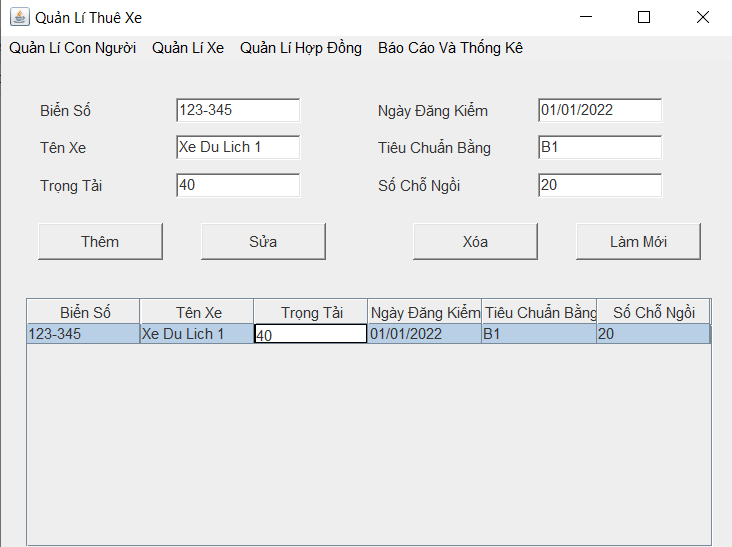 Quản Lí Thuê Xe
Quản Lí Con Người Quản Lí Xe Quản Lí Hợp Đồng Báo Cáo Và Thống Kê
Biển Số 123-345 Ngày Đăng Kiểm 01/01/2022
Tên Xe Xe Du Lich 1 Tiêu Chuẩn Bằng B1
Trọng Tải 40 Số Chỗ Ngồi 20
Thêm Sửa Xóa Làm Mới
Biển Số Tên Xe Trọng Tải Ngày Đăng Kiểm Tiêu Chuẩn Bằng Số Chỗ Ngồi
123-345 Xe Du Lich 1 40 01/01/2022 B1 20